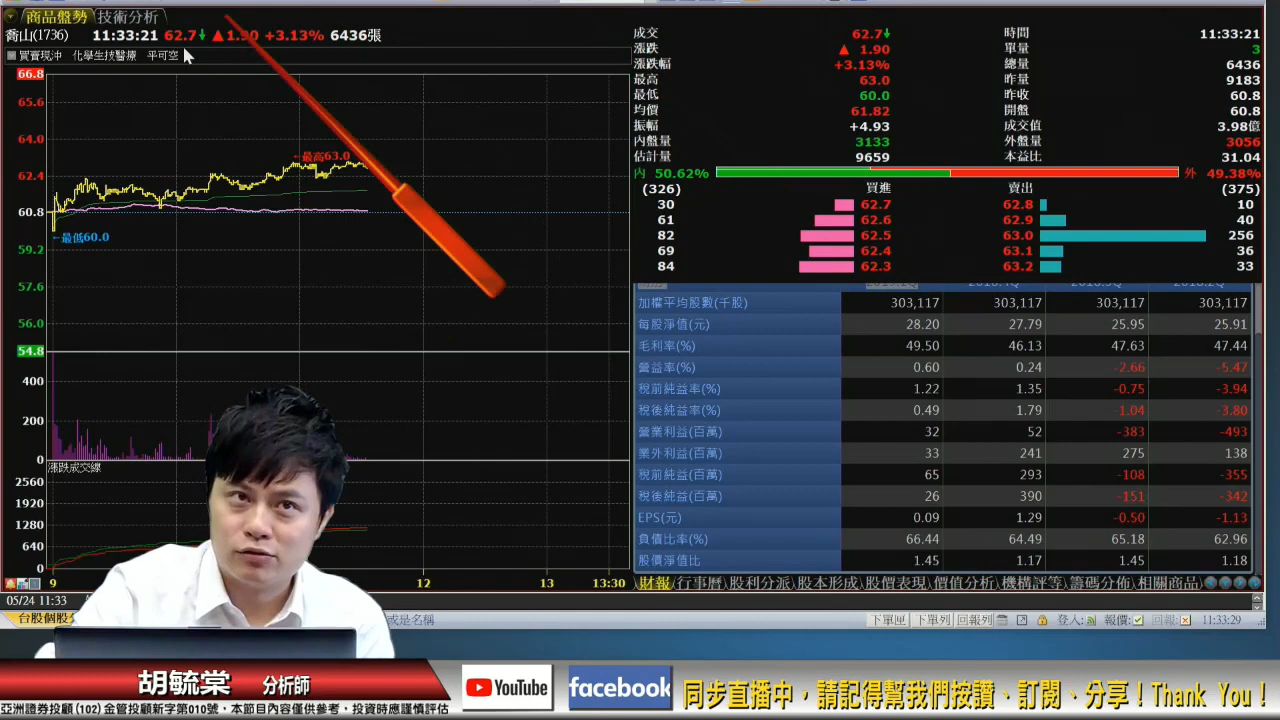 商品盤勢 技術分析
喬山(1736) 11:33:21 62.7↓ ▲1.90 +3.13% 6436張
買賣現沖 化學生技醫療 平可空
66.8
65.6
64.0
62.4
60.8
59.2
57.6
56.0
54.8
400
200
0
←最高63.0
←最低60.0
漲跌成交線
2560
1920
1280
640
0
9 12 13 13:30
05/24 11:33
台股個股
或是名稱
成交 62.7↓ 時間 11:33:21
漲跌 ▲ 1.90 單量 3
漲跌幅 +3.13% 總量 6436
最高 63.0 昨量 9183
最低 60.0 昨收 60.8
均價 61.82 開盤 60.8
振幅 +4.93 成交值 3.98億
內盤量 3133 外盤量 3056
估計量 9659 本益比 31.04
內 50.62% 外 49.38%
(326) 買進 賣出 (375)
30 62.7 62.8 10
61 62.6 62.9 40
82 62.5 63.0 256
69 62.4 63.1 36
84 62.3 63.2 33
加權平均股數(千股) 303,117 303,117 303,117 303,117
每股淨值(元) 28.20 27.79 25.95 25.91
毛利率(%) 49.50 46.13 47.63 47.44
營益率(%) 0.60 0.24 -2.66 -5.47
稅前純益率(%) 1.22 1.35 -0.75 -3.94
稅後純益率(%) 0.49 1.79 1.04 -3.80
營業利益(百萬) 32 52 -383 -493
業外利益(百萬) 33 241 275 138
稅前純益(百萬) 65 293 -108 -355
稅後純益(百萬) 26 390 -151 -342
EPS(元) 0.09 1.29 -0.50 -1.13
負債比率(%) 66.44 64.49 65.18 62.96
股價淨值比 1.45 1.17 1.45 1.18
財報 行事曆 股利分派 股本形成 股價表現 價值分析 機構評等 籌碼分佈 相關商品
下單匣 下單列 回報列 登入: 報價: 回報: 11:33:29
胡毓棠 分析師
亞洲證券投顧(102)金管投顧新字第010號，本節目內容僅供參考，投資時應謹慎評估
YouTube
facebook
同步直播中，請記得幫我們按讚、訂閱、分享！Thank You！